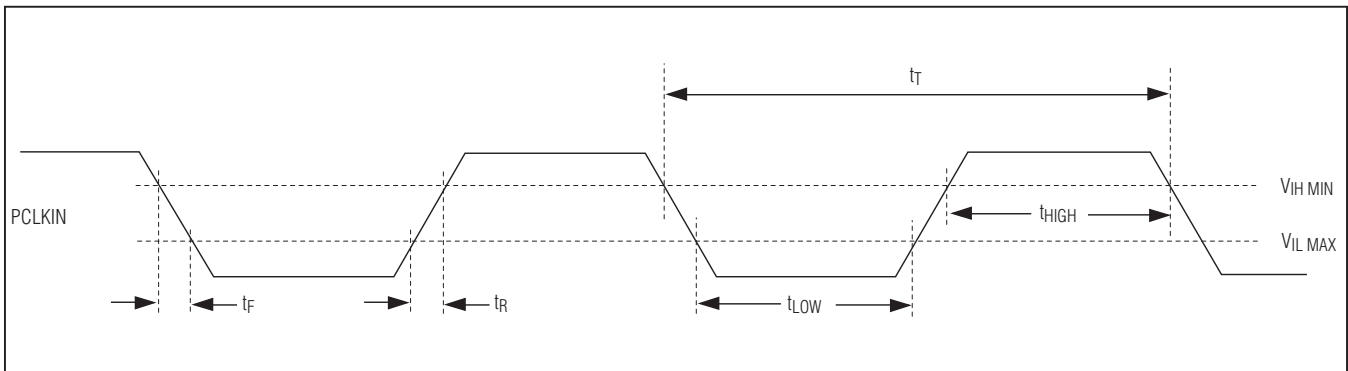 tT
VIH MIN
PCLKIN
tHIGH
VIL MAX
tF
tR
tLOW